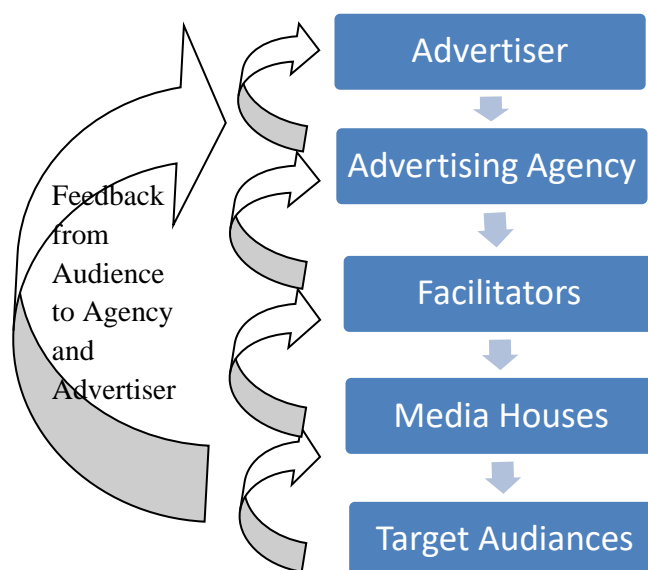 Advertiser
Advertising Agency
Feedback
from
Audience
to Agency
and
Advertiser
Facilitators
Media Houses
Target Audiances